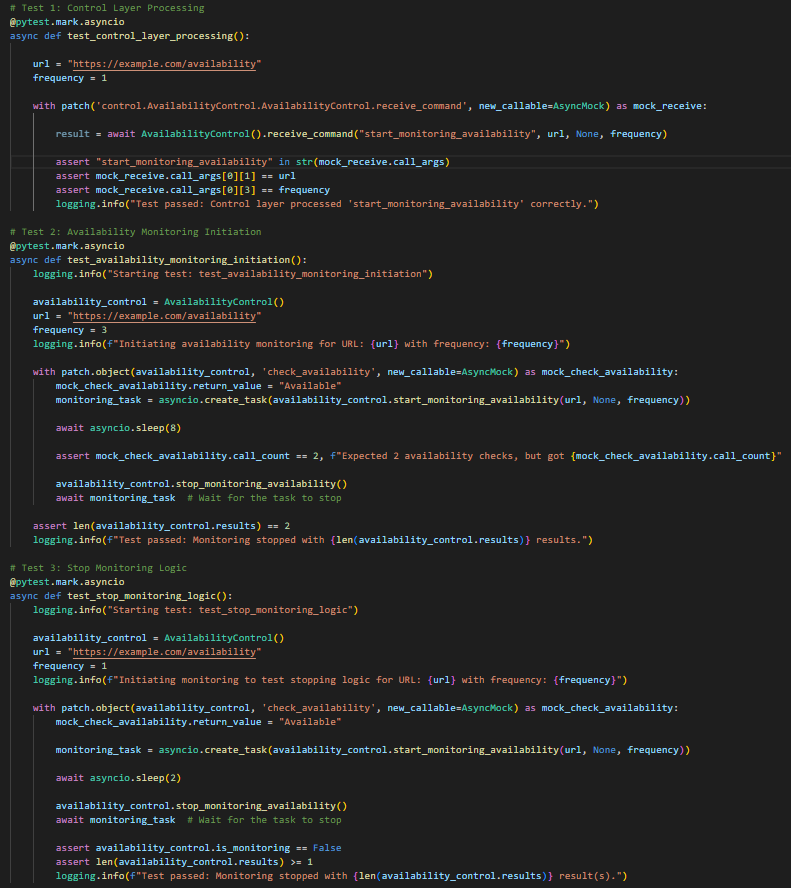 # Test 1: Control Layer Processing
@pytest.mark.asyncio
async def test_control_layer_processing():
url = "https://example.com/availability"
frequency = 1
with patch('control.AvailabilityControl.AvailabilityControl.receive_command', new_callable=AsyncMock) as mock_receive:
result = await AvailabilityControl().receive_command("start_monitoring_availability", url, None, frequency)
assert "start_monitoring_availability" in str(mock_receive.call_args)
assert mock_receive.call_args[0][1] == url
assert mock_receive.call_args[0][3] == frequency
logging.info("Test passed: Control layer processed 'start_monitoring_availability' correctly.")
# Test 2: Availability Monitoring Initiation
@pytest.mark.asyncio
async def test_availability_monitoring_initiation():
logging.info("Starting test: test_availability_monitoring_initiation")
availability_control = AvailabilityControl()
url = "https://example.com/availability"
frequency = 3
logging.info(f"Initiating availability monitoring for URL: {url} with frequency: {frequency}")
with patch.object(availability_control, 'check_availability', new_callable=AsyncMock) as mock_check_availability:
mock_check_availability.return_value = "Available"
monitoring_task = asyncio.create_task(availability_control.start_monitoring_availability(url, None, frequency))
await asyncio.sleep(8)
assert mock_check_availability.call_count == 2, f"Expected 2 availability checks, but got {mock_check_availability.call_count}"
availability_control.stop_monitoring_availability()
await monitoring_task  # Wait for the task to stop
assert len(availability_control.results) == 2
logging.info(f"Test passed: Monitoring stopped with {len(availability_control.results)} results.")
# Test 3: Stop Monitoring Logic
@pytest.mark.asyncio
async def test_stop_monitoring_logic():
logging.info("Starting test: test_stop_monitoring_logic")
availability_control = AvailabilityControl()
url = "https://example.com/availability"
frequency = 1
logging.info(f"Initiating monitoring to test stopping logic for URL: {url} with frequency: {frequency}")
with patch.object(availability_control, 'check_availability', new_callable=AsyncMock) as mock_check_availability:
mock_check_availability.return_value = "Available"
monitoring_task = asyncio.create_task(availability_control.start_monitoring_availability(url, None, frequency))
await asyncio.sleep(2)
availability_control.stop_monitoring_availability()
await monitoring_task  # Wait for the task to stop
assert availability_control.is_monitoring == False
assert len(availability_control.results) >= 1
logging.info(f"Test passed: Monitoring stopped with {len(availability_control.results)} result(s).")